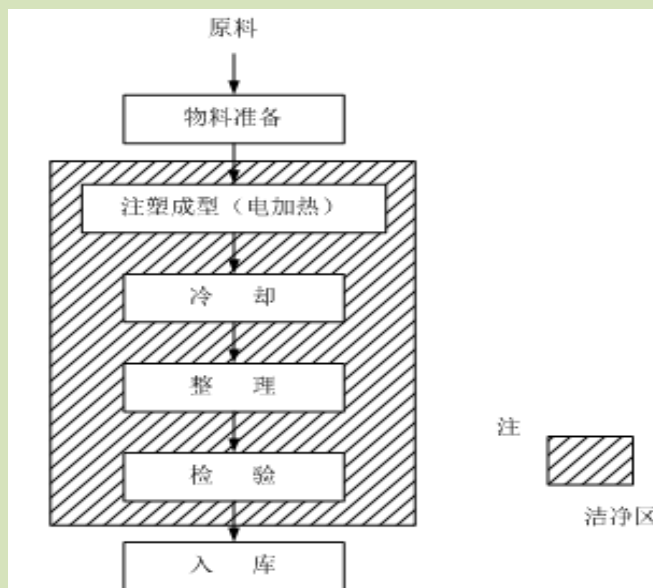 原料
物料准备
注塑成型（电加热）
冷 却
整 理
检 验
入 库
注
洁净区